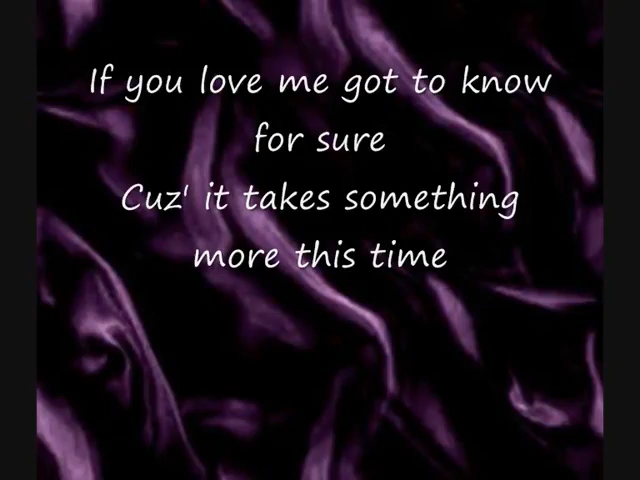 If you love me got to know
for sure
Cuz' it takes something
more this time